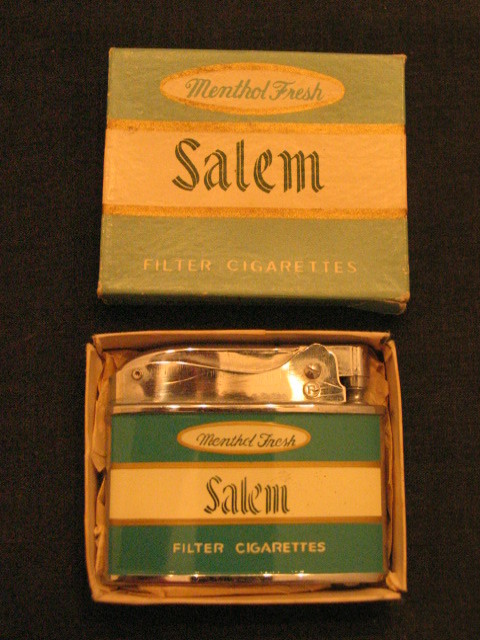 Menthol Fresh
Salem
FILTER CIGARETTES
R
Menthol Fresh
Salem
FILTER CIGARETTES